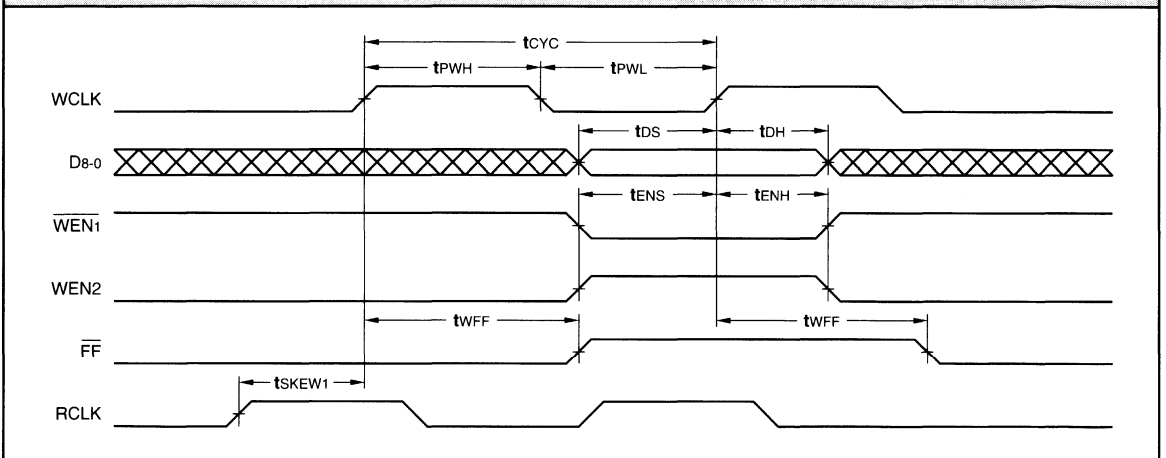 tCYC
tPWH tPWL
WCLK
tDS tDH
D8-0
tENS tENH
WEN1
WEN2
tWFF tWFF
FF
tSKEW1
RCLK